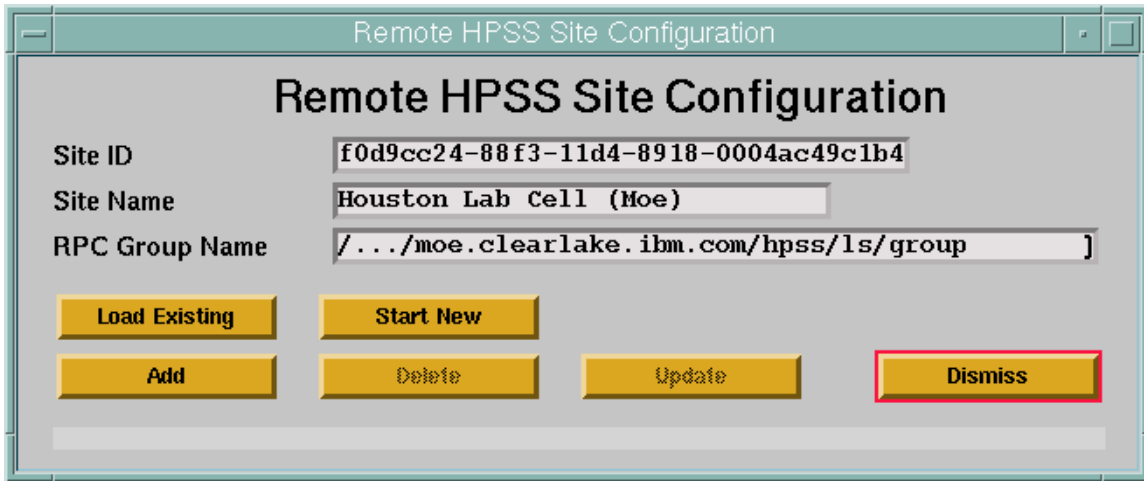 Remote HPSS Site Configuration
Remote HPSS Site Configuration
Site ID f0d9cc24-88f3-11d4-8918-0004ac49c1b4
Site Name Houston Lab Cell (Moe)
RPC Group Name /.../moe.clearlake.ibm.com/hpss/ls/group ]
Load Existing Start New
Add Delete Update Dismiss